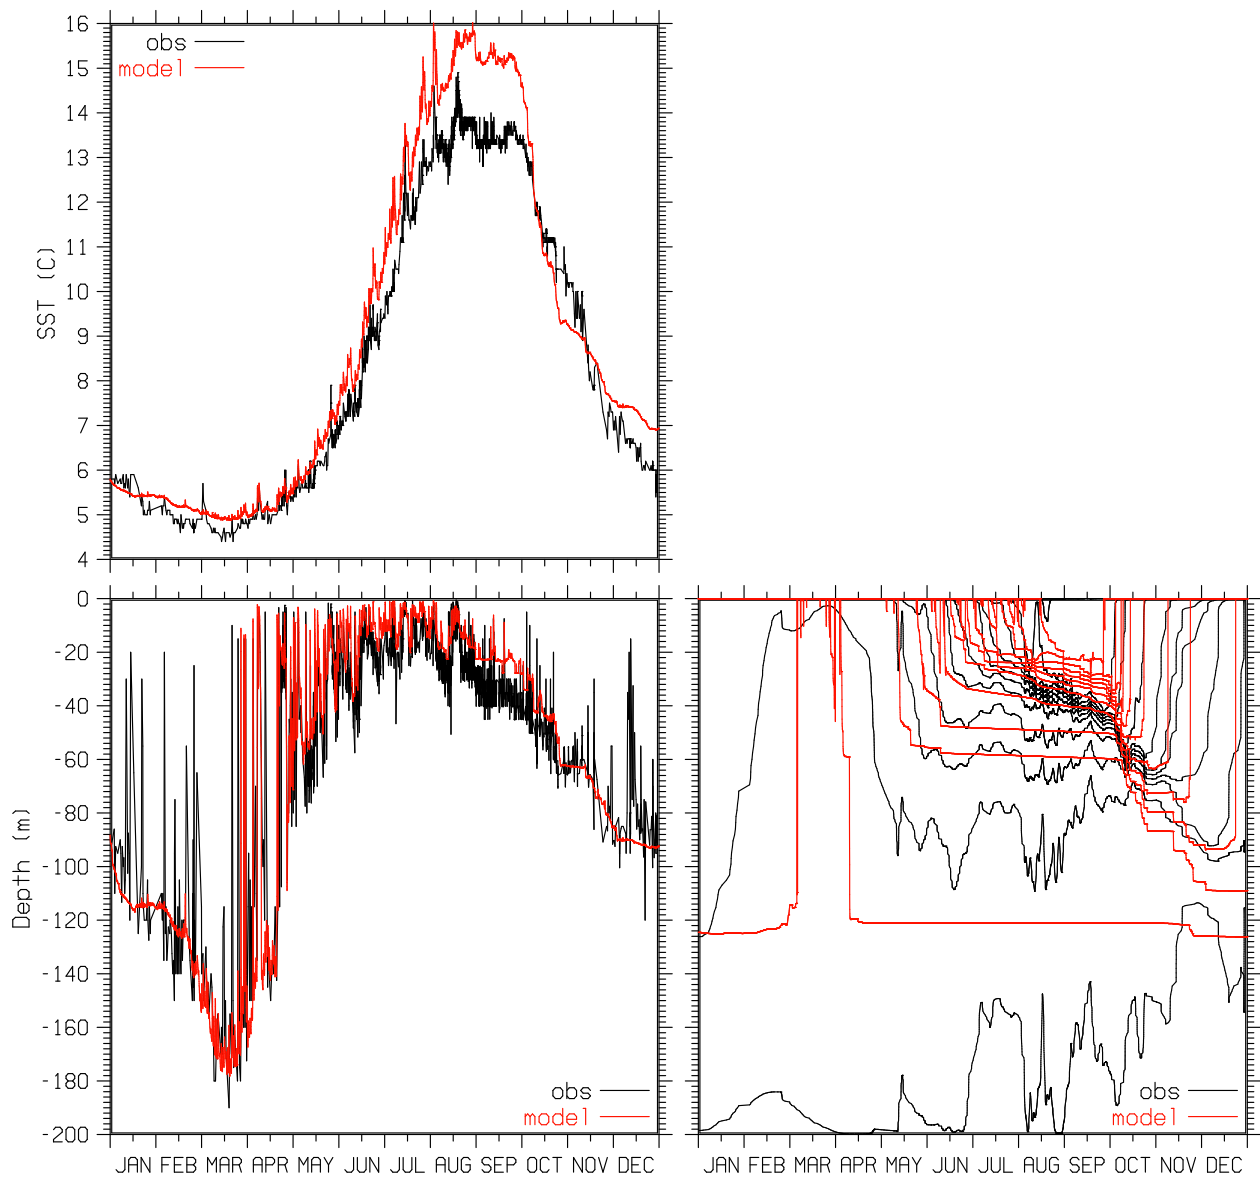 16
obs
model
15
14
13
12
11
SST (C)
10
9
8
7
6
5
4
0
-20
-40
-60
-80
Depth (m)
-100
-120
-140
-160
-180
obs
model
-200
JAN FEB MAR APR MAY JUN JUL AUG SEP OCT NOV DEC
obs
model
JAN FEB MAR APR MAY JUN JUL AUG SEP OCT NOV DEC